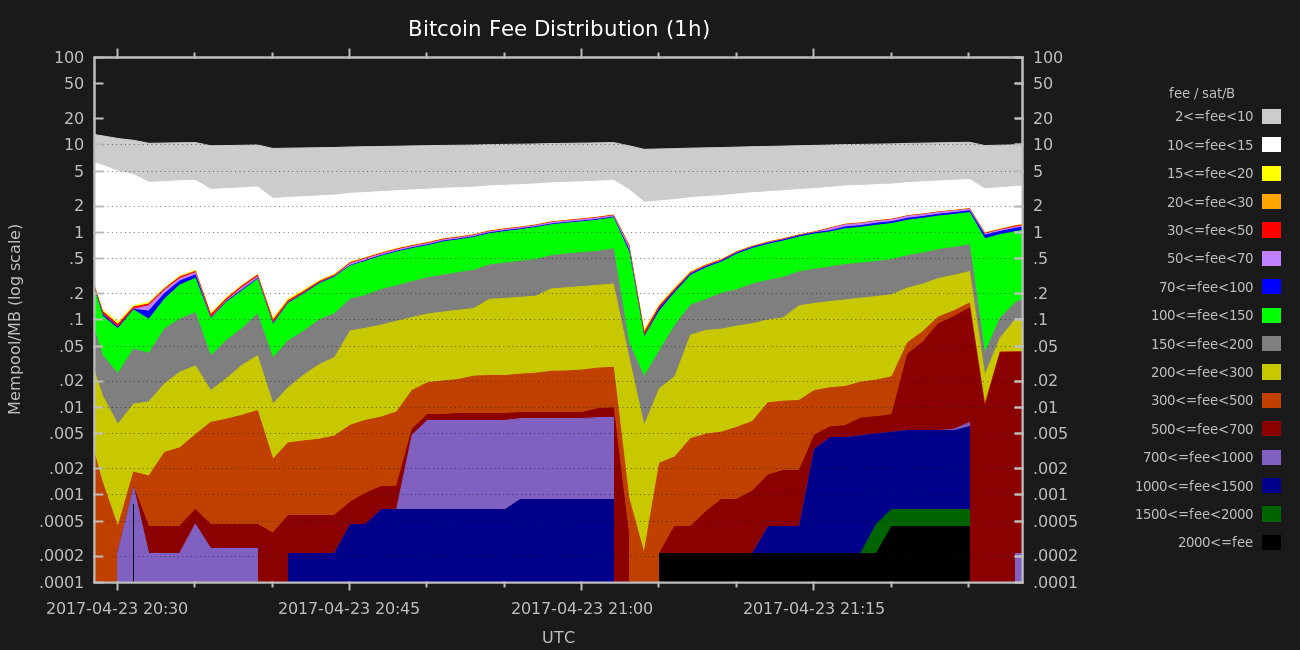 Bitcoin Fee Distribution (1h)
Mempool/MB (log scale)
100
50
20
10
5
2
1
.5
.2
.1
.05
.02
.01
.005
.002
.001
.0005
.0002
.0001
100
50
20
10
5
2
1
.5
.2
.1
.05
.02
.01
.005
.002
.001
.0005
.0002
.0001
2017-04-23 20:30
2017-04-23 20:45
2017-04-23 21:00
2017-04-23 21:15
UTC
fee / sat/B
2<=fee<10
10<=fee<15
15<=fee<20
20<=fee<30
30<=fee<50
50<=fee<70
70<=fee<100
100<=fee<150
150<=fee<200
200<=fee<300
300<=fee<500
500<=fee<700
700<=fee<1000
1000<=fee<1500
1500<=fee<2000
2000<=fee